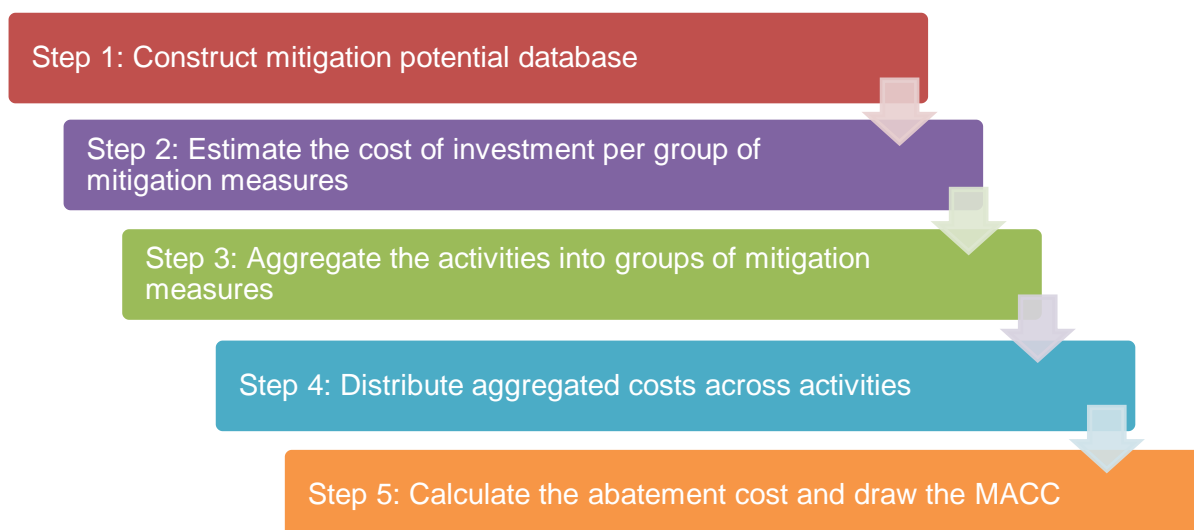 Step 1: Construct mitigation potential database
Step 2: Estimate the cost of investment per group of
mitigation measures
Step 3: Aggregate the activities into groups of mitigation
measures
Step 4: Distribute aggregated costs across activities
Step 5: Calculate the abatement cost and draw the MACC